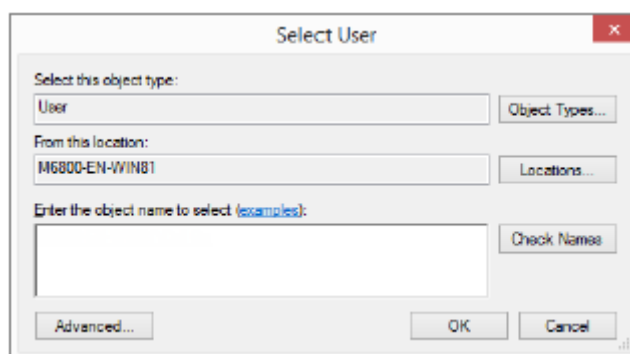 Select User
Select this object type:
User
Object Types...
From this location:
M6800-EN-WIN81
Locations...
Enter the object name to select (examples):
Check Names
Advanced...
OK
Cancel